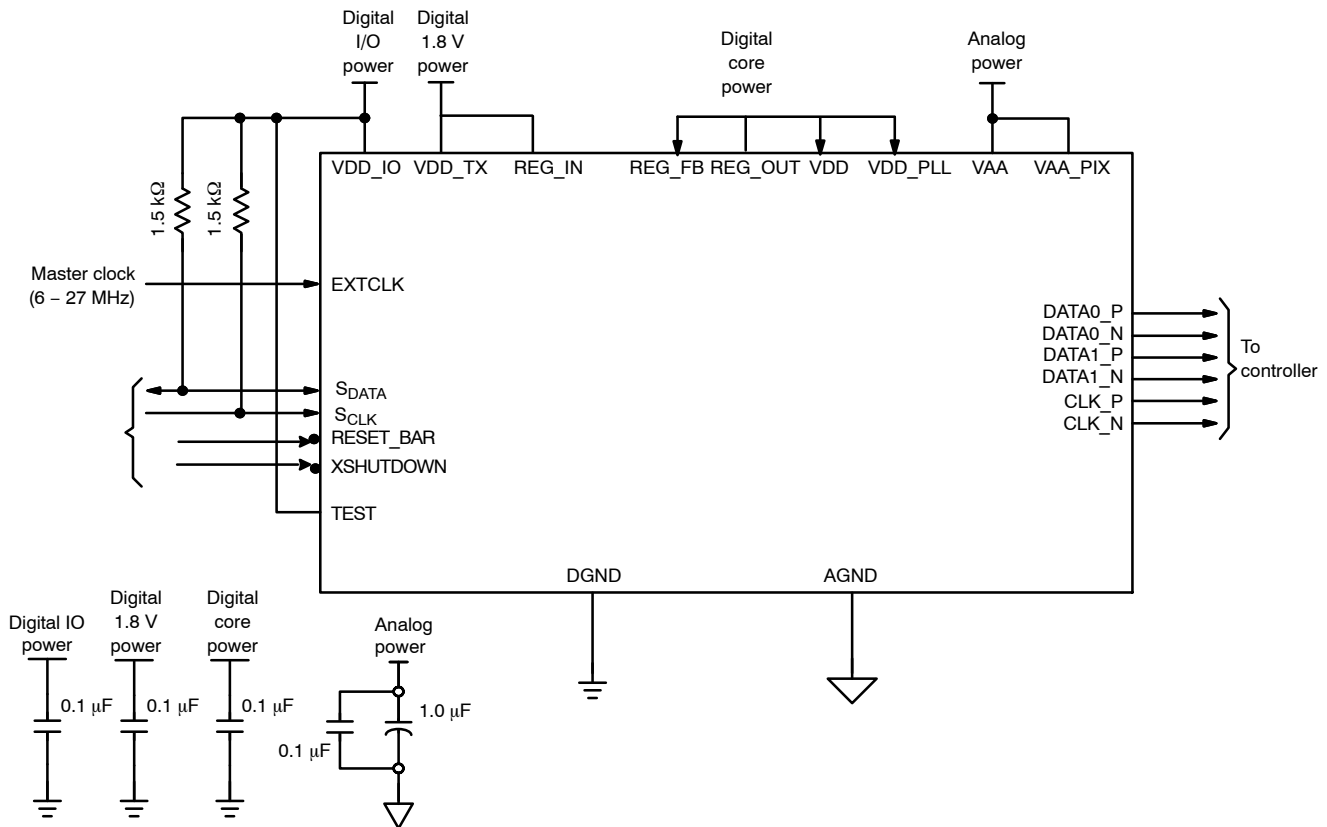 Digital
I/O
power
Digital
1.8 V
power
Digital
core
power
Analog
power
VDD_IO VDD_TX REG_IN REG_FB REG_OUT VDD VDD_PLL VAA VAA_PIX
1.5 kΩ
1.5 kΩ
Master clock
(6 – 27 MHz)
EXTCLK
SDATA
SCLK
RESET_BAR
XSHUTDOWN
TEST
DATA0_P
DATA0_N
DATA1_P
DATA1_N
CLK_P
CLK_N
To
controller
DGND
AGND
Digital IO
power
Digital
1.8 V
power
Digital
core
power
Analog
power
0.1 μF
0.1 μF
0.1 μF
0.1 μF
1.0 μF